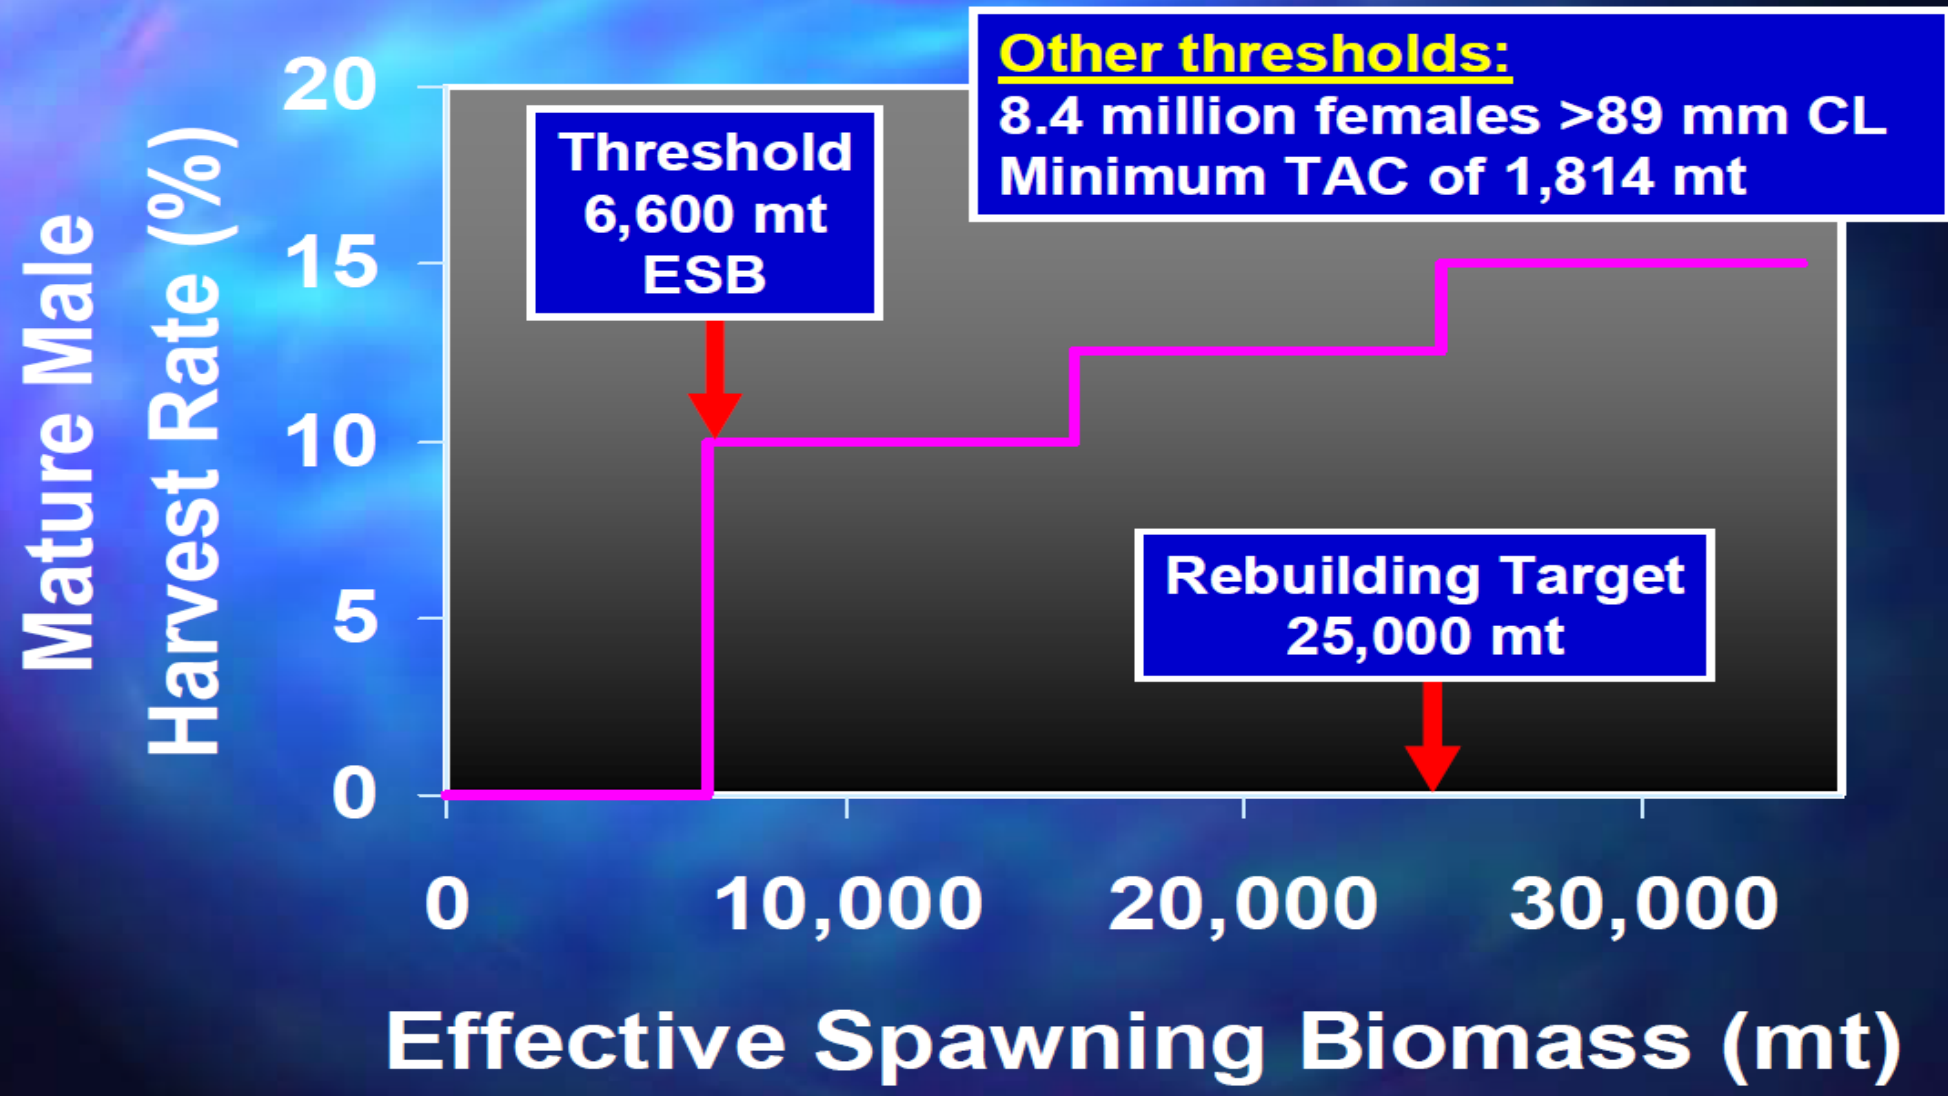 Other thresholds:
8.4 million females >89 mm CL
Minimum TAC of 1,814 mt
Threshold
6,600 mt
ESB
Rebuilding Target
25,000 mt
Mature Male
Harvest Rate (%)
20
15
10
5
0
0 10,000 20,000 30,000
Effective Spawning Biomass (mt)